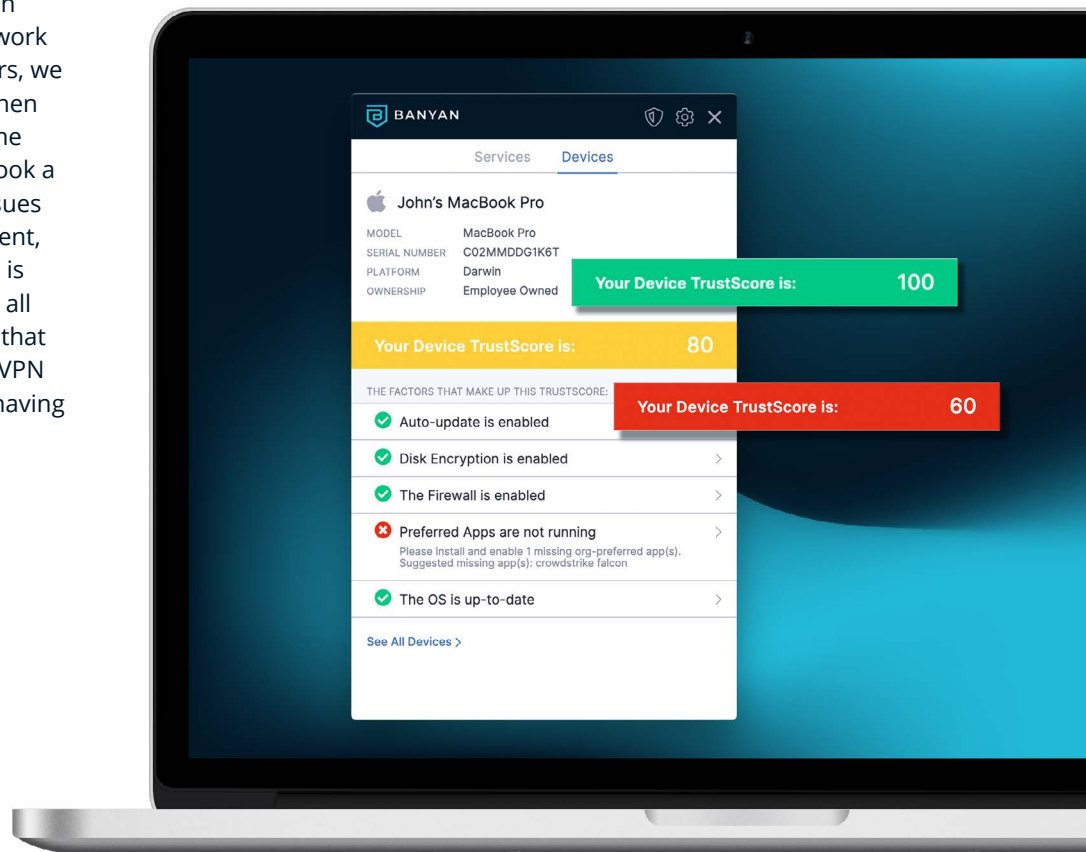 n
work
rs, we
hen
ne
ook a
sues
ent,
is
all
that
VPN
having
BANYAN
Services Devices
John's MacBook Pro
MODEL MacBook Pro
SERIAL NUMBER C02MMDDG1K6T
PLATFORM Darwin
OWNERSHIP Employee Owned
Your Device TrustScore is: 100
Your Device TrustScore is: 80
THE FACTORS THAT MAKE UP THIS TRUSTSCORE:
Your Device TrustScore is: 60
Auto-update is enabled
Disk Encryption is enabled
The Firewall is enabled
Preferred Apps are not running
Please install and enable 1 missing org-preferred app(s).
Suggested missing app(s): crowdstrike falcon
The OS is up-to-date
See All Devices >